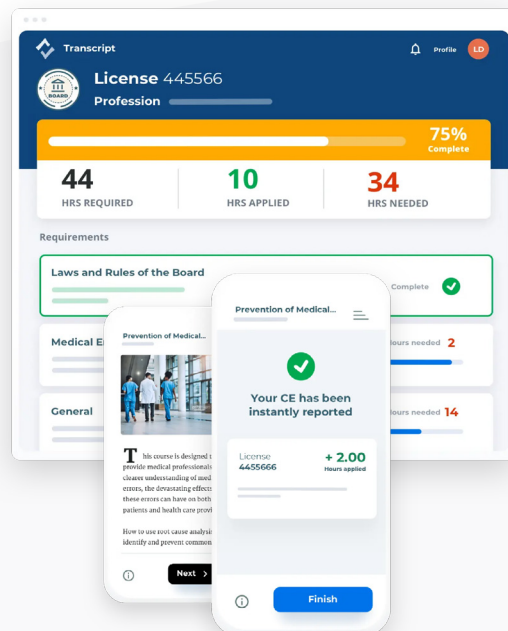 Transcript
Profile LD
BOARD
License 445566
Profession
75%
Complete
44
HRS REQUIRED
10
HRS APPLIED
34
HRS NEEDED
Requirements
Laws and Rules of the Board
Complete
Medical
Hours needed 2
General
Hours needed 14
Prevention of Medical...
This course is designed
provide medical professionals
clearer understanding of
errors, the devastating
these errors can have on both
patients and health care
How to use root cause
identify and prevent common
Next >
Prevention of Medical...
Your CE has been
instantly reported
License
4455666
+ 2.00
Hours applied
Finish